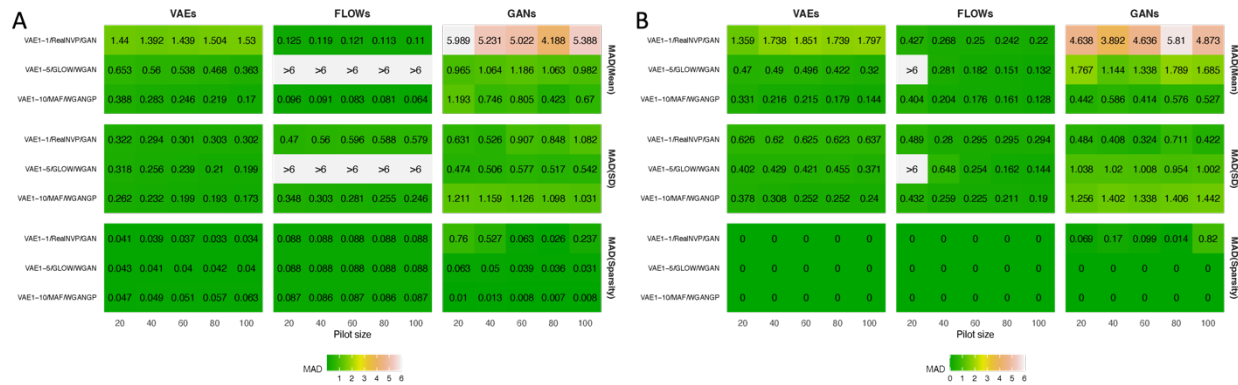 A
VAEs FLOWs GANs
VAE1-1/RealNVP/GAN 1.44 1.392 1.439 1.504 1.53 0.125 0.119 0.121 0.113 0.11 5.989 5.231 5.022 4.188 5.388
VAE1-5/GLOW/WGAN 0.653 0.56 0.538 0.468 0.363 >6 >6 >6 >6 >6 0.965 1.064 1.186 1.063 0.982
VAE1-10/MAF/WGANGP 0.388 0.283 0.246 0.219 0.17 0.096 0.091 0.083 0.081 0.064 1.193 0.746 0.805 0.423 0.67
MAD(Mean)
VAE1-1/RealNVP/GAN 0.322 0.294 0.301 0.303 0.302 0.47 0.56 0.596 0.588 0.579 0.631 0.526 0.907 0.848 1.082
VAE1-5/GLOW/WGAN 0.318 0.256 0.239 0.21 0.199 >6 >6 >6 >6 >6 0.474 0.506 0.577 0.517 0.542
VAE1-10/MAF/WGANGP 0.262 0.232 0.199 0.193 0.173 0.348 0.303 0.281 0.255 0.246 1.211 1.159 1.126 1.098 1.031
MAD(SD)
VAE1-1/RealNVP/GAN 0.041 0.039 0.037 0.033 0.034 0.088 0.088 0.088 0.088 0.088 0.76 0.527 0.063 0.026 0.237
VAE1-5/GLOW/WGAN 0.043 0.041 0.04 0.042 0.04 0.088 0.088 0.088 0.088 0.088 0.063 0.05 0.039 0.036 0.031
VAE1-10/MAF/WGANGP 0.047 0.049 0.051 0.057 0.063 0.087 0.086 0.087 0.086 0.087 0.01 0.013 0.008 0.007 0.008
MAD(Sparsity)
20 40 60 80 100 20 40 60 80 100 20 40 60 80 100
Pilot size
MAD 1 2 3 4 5 6
B
VAEs FLOWs GANs
VAE1-1/RealNVP/GAN 1.359 1.738 1.851 1.739 1.797 0.427 0.268 0.25 0.242 0.22 4.638 3.892 4.636 5.81 4.873
VAE1-5/GLOW/WGAN 0.47 0.49 0.496 0.422 0.32 >6 0.281 0.182 0.151 0.132 1.767 1.144 1.338 1.789 1.685
VAE1-10/MAF/WGANGP 0.331 0.216 0.215 0.179 0.144 0.404 0.204 0.176 0.161 0.128 0.442 0.586 0.414 0.576 0.527
MAD(Mean)
VAE1-1/RealNVP/GAN 0.626 0.62 0.625 0.623 0.637 0.489 0.28 0.295 0.295 0.294 0.484 0.408 0.324 0.711 0.422
VAE1-5/GLOW/WGAN 0.402 0.429 0.421 0.455 0.371 >6 0.648 0.254 0.162 0.144 1.038 1.02 1.008 0.954 1.002
VAE1-10/MAF/WGANGP 0.378 0.308 0.252 0.252 0.24 0.432 0.259 0.225 0.211 0.19 1.256 1.402 1.338 1.406 1.442
MAD(SD)
VAE1-1/RealNVP/GAN 0 0 0 0 0 0 0 0 0 0 0.069 0.17 0.099 0.014 0.82
VAE1-5/GLOW/WGAN 0 0 0 0 0 0 0 0 0 0 0 0 0 0 0
VAE1-10/MAF/WGANGP 0 0 0 0 0 0 0 0 0 0 0 0 0 0 0
MAD(Sparsity)
20 40 60 80 100 20 40 60 80 100 20 40 60 80 100
Pilot size
MAD 0 1 2 3 4 5 6